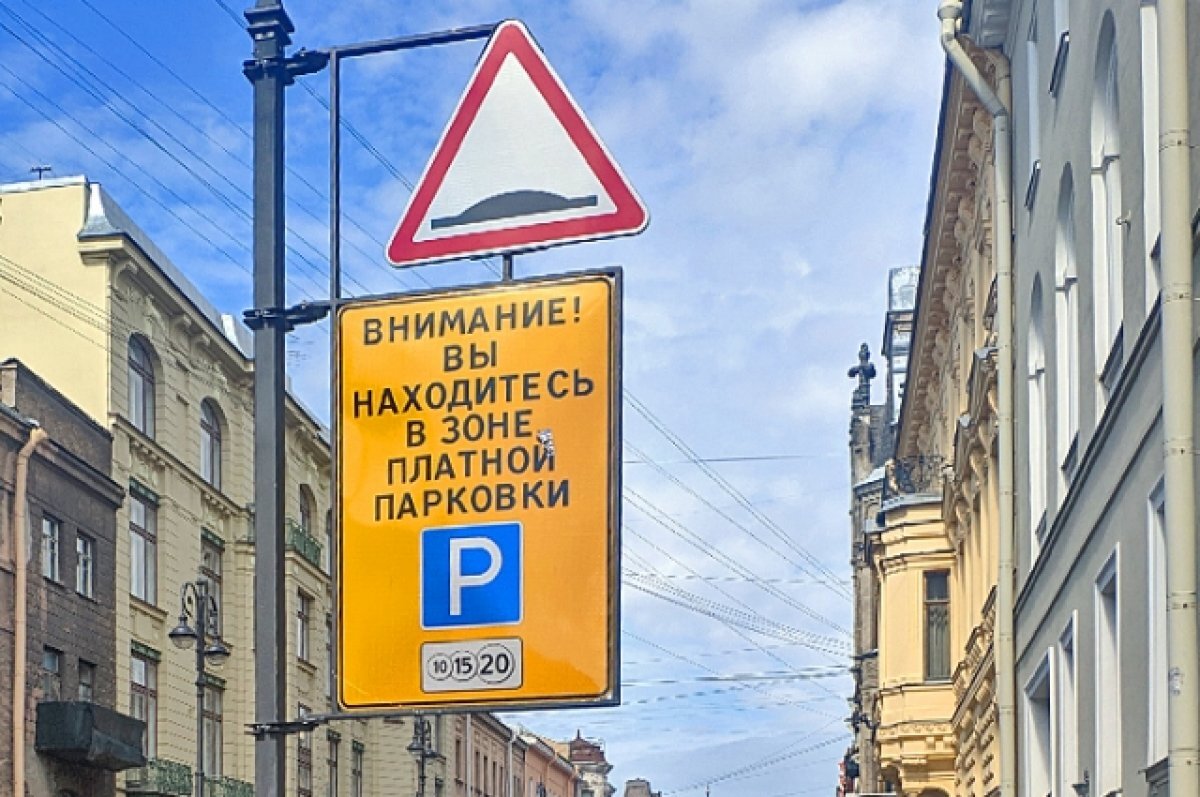 ВНИМАНИЕ!
ВЫ
НАХОДИТЕСЬ
В ЗОНЕ
ПЛАТНОЙ
ПАРКОВКИ
P
10 15 20